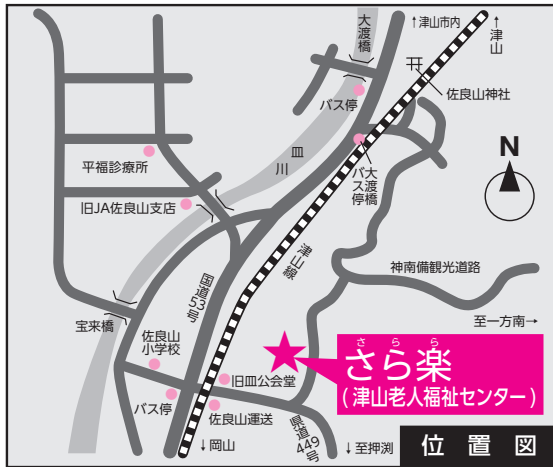 大渡橋
↑津山市内
↑津山
佐良山神社
バス停
N
平福診療所
皿川
大渡橋
バス停
旧JA佐良山支店
津山線
神南備観光道路
国道53号
宝来橋
至一方南→
佐良山
小学校
さらら
さら楽
(津山老人福祉センター)
旧皿公会堂
バス停
佐良山運送
県道449号
↓岡山
↓至押渕
位置図